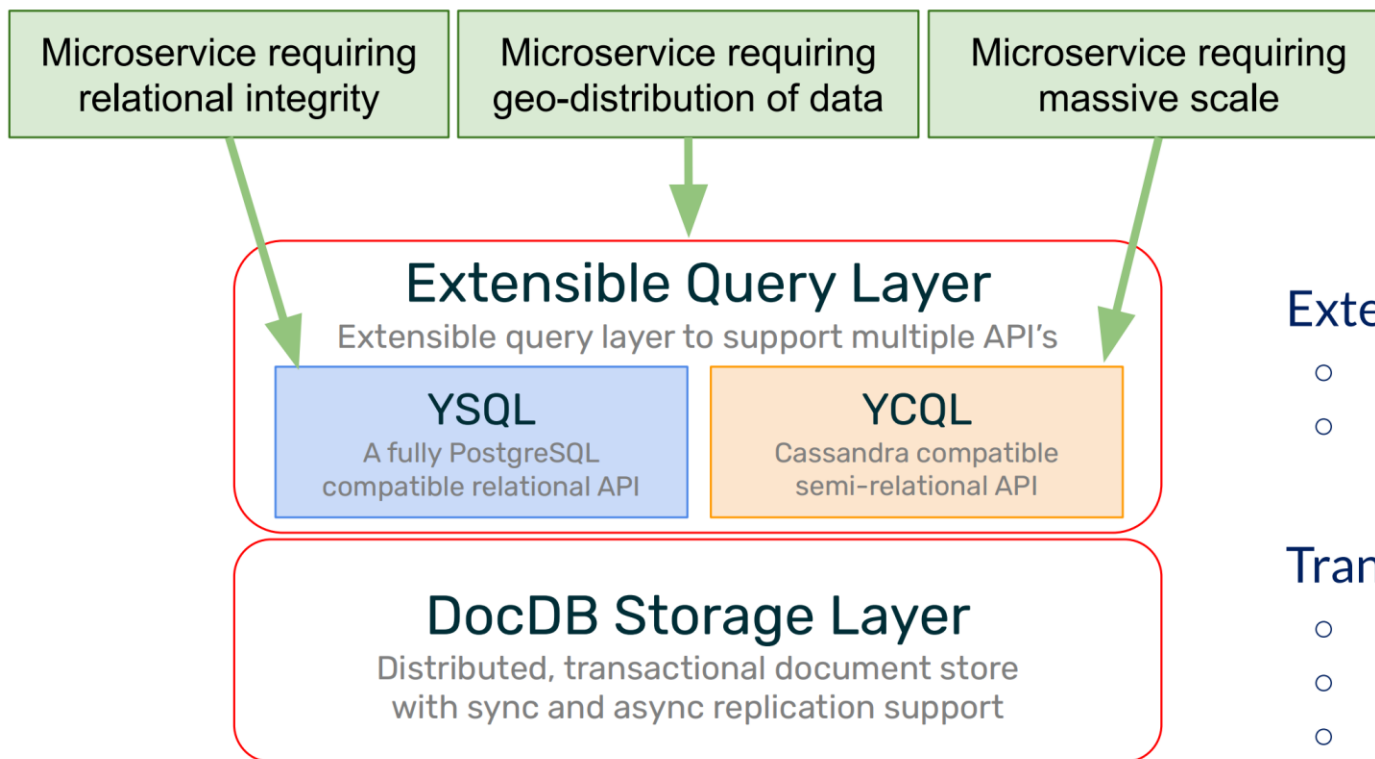 Microservice requiring
relational integrity
Microservice requiring
geo-distribution of data
Microservice requiring
massive scale
Extensible Query Layer
Extensible query layer to support multiple API's
YSQL
A fully PostgreSQL
compatible relational API
YCQL
Cassandra compatible
semi-relational API
DocDB Storage Layer
Distributed, transactional document store
with sync and async replication support